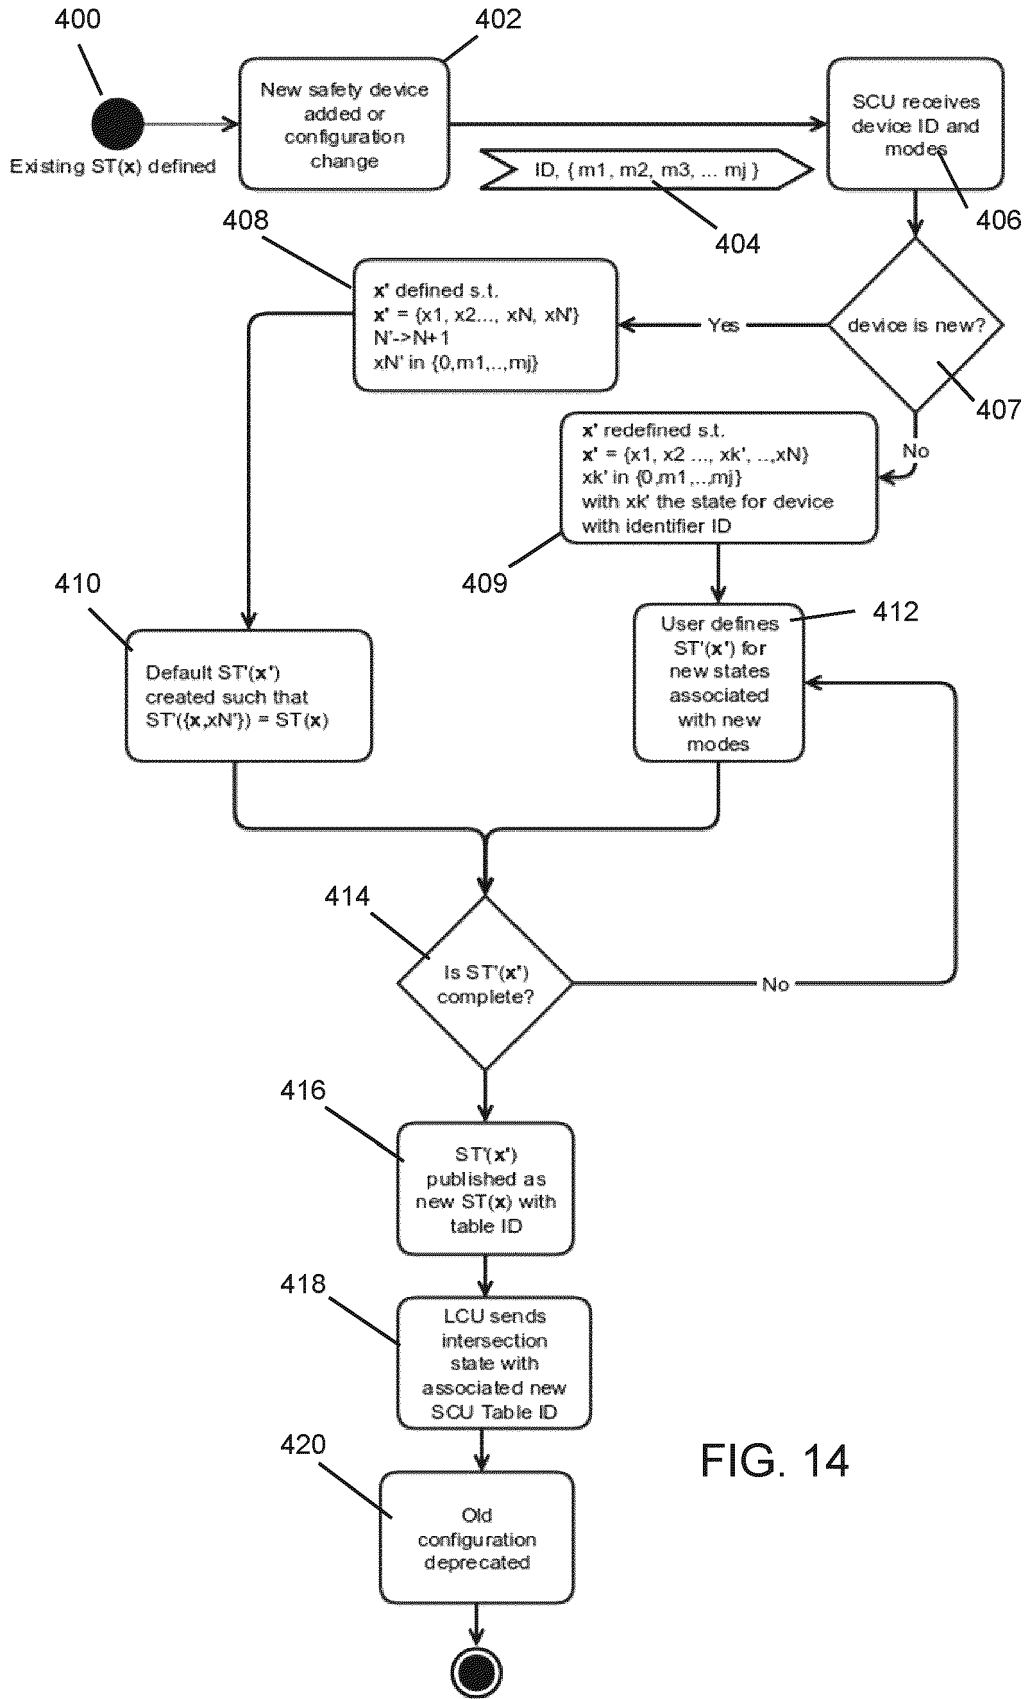 400
402
New safety device
added or
configuration
change
SCU receives
device ID and
modes
Existing ST(x) defined
ID, { m1, m2, m3, ... mj }
404
406
408
x' defined s.t.
x' = {x1, x2..., xN, xN'}
N'->N+1
xN' in {0,m1,..,mj}
Yes
device is new?
407
No
x' redefined s.t.
x' = {x1, x2 ..., xk', ..,xN}
xk' in {0,m1,..,mj}
with xk' the state for device
with identifier ID
409
410
412
User defines
ST'(x') for
new states
associated
with new
modes
Default ST'(x')
created such that
ST'({x,xN'}) = ST(x)
414
Is ST'(x')
complete?
No
416
ST'(x')
published as
new ST(x) with
table ID
418
LCU sends
intersection
state with
associated new
SCU Table ID
420
Old
configuration
deprecated
FIG. 14